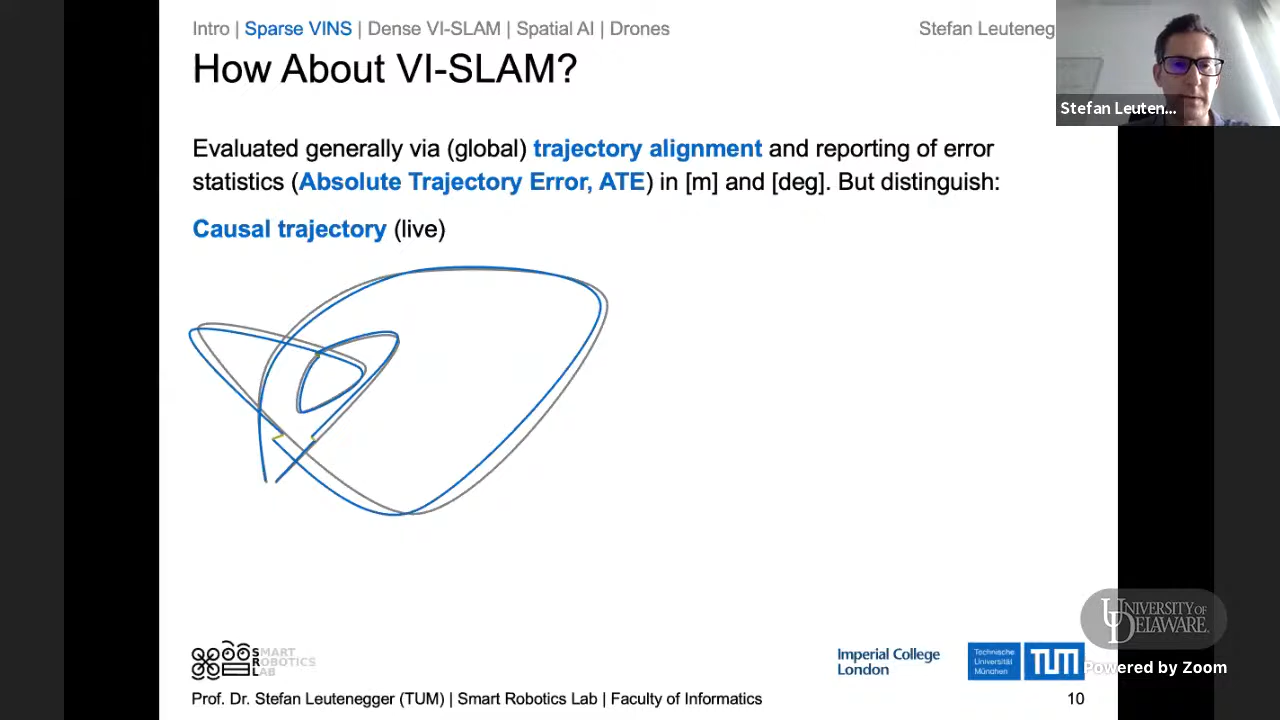 Intro | Sparse VINS | Dense VI-SLAM | Spatial AI | Drones
Stefan Leutenegg
How About VI-SLAM?
Stefan Leuten...
Evaluated generally via (global) trajectory alignment and reporting of error
statistics (Absolute Trajectory Error, ATE) in [m] and [deg]. But distinguish:
Causal trajectory (live)
UNIVERSITY OF
DELAWARE.
SMART
ROBOTICS
LAB
Imperial College
London
Technische
Universität
München
TUM
Powered by Zoom
Prof. Dr. Stefan Leutenegger (TUM) | Smart Robotics Lab | Faculty of Informatics
10